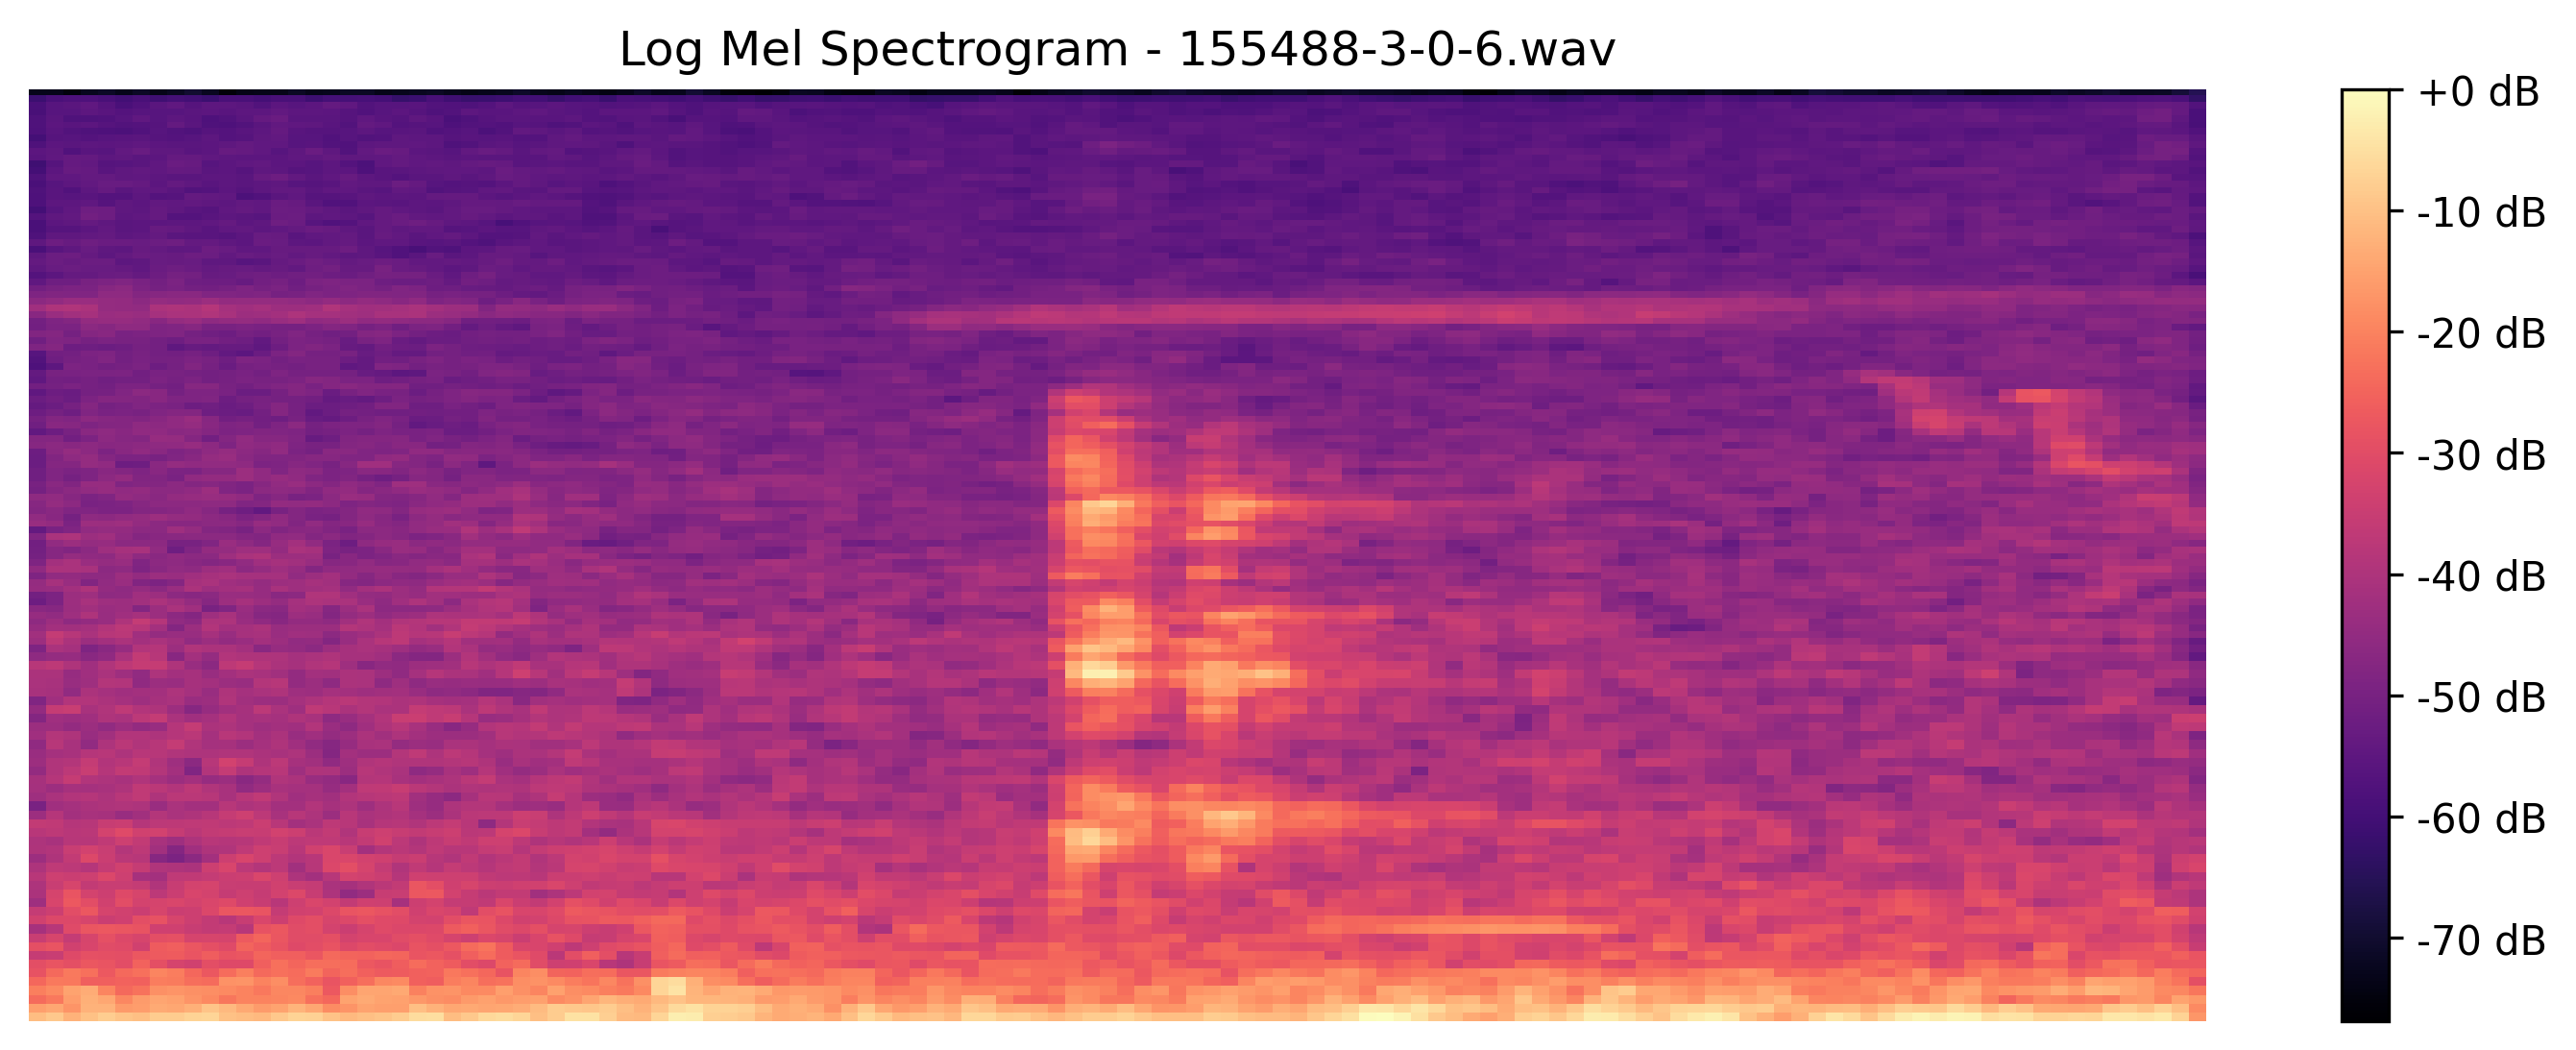 Log Mel Spectrogram - 155488-3-0-6.wav
+0 dB
-10 dB
-20 dB
-30 dB
-40 dB
-50 dB
-60 dB
-70 dB